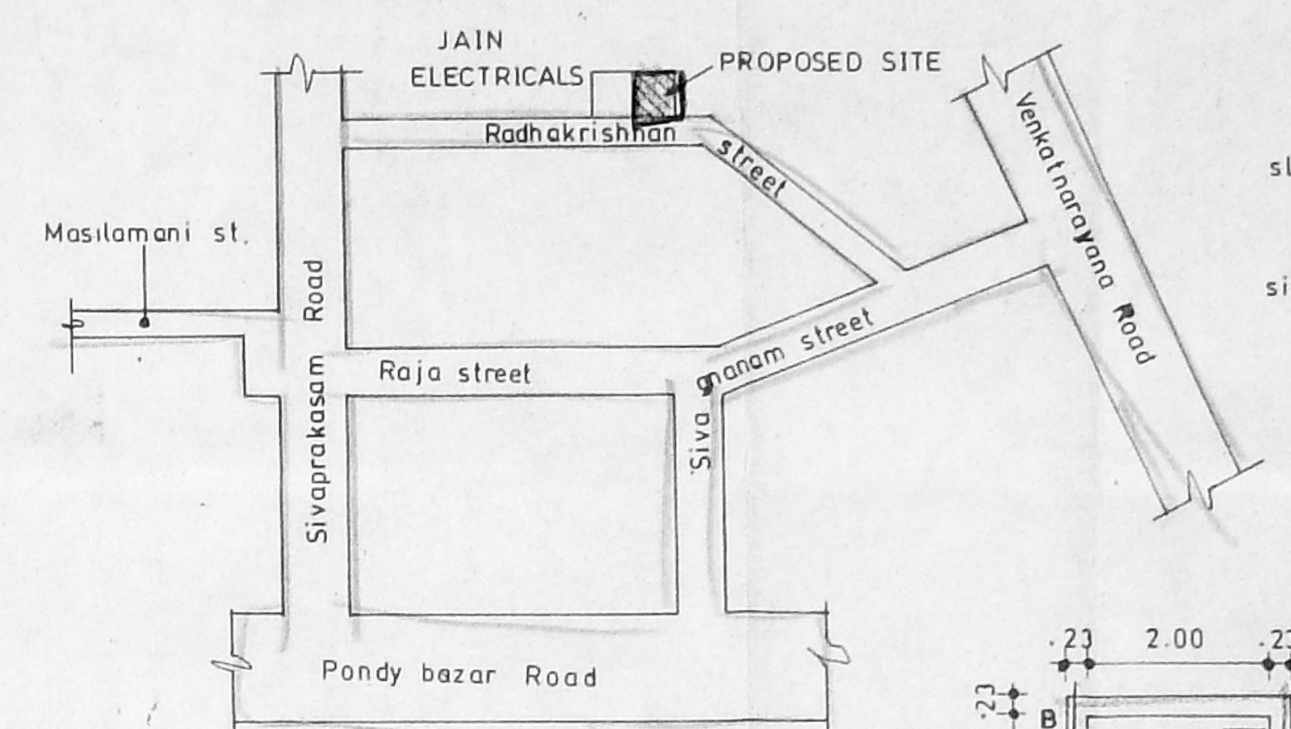 JAIN
ELECTRICALS
PROPOSED SITE
Radhakrishnan street
Venkatnarayana Road
Masilamani st.
Sivaprakasam Road
Raja street
Siva gnanam street
Pondy bazar Road
.23 2.00
.23
B